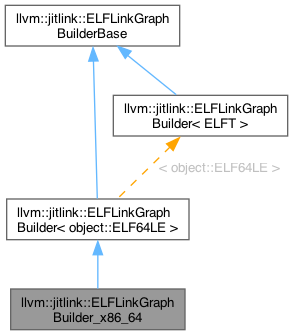 llvm::jitlink::ELFLinkGraph
BuilderBase
llvm::jitlink::ELFLinkGraph
Builder< ELFT >
< object::ELF64LE >
llvm::jitlink::ELFLinkGraph
Builder< object::ELF64LE >
llvm::jitlink::ELFLinkGraph
Builder_x86_64